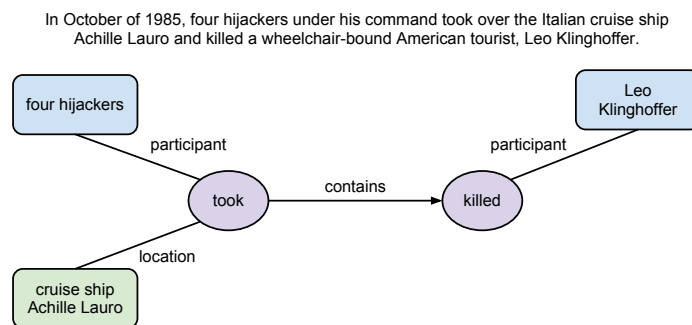 In October of 1985, four hijackers under his command took over the Italian cruise ship
Achille Lauro and killed a wheelchair-bound American tourist, Leo Klinghoffer.
four hijackers
Leo
Klinghoffer
participant
participant
took
contains
killed
location
cruise ship
Achille Lauro